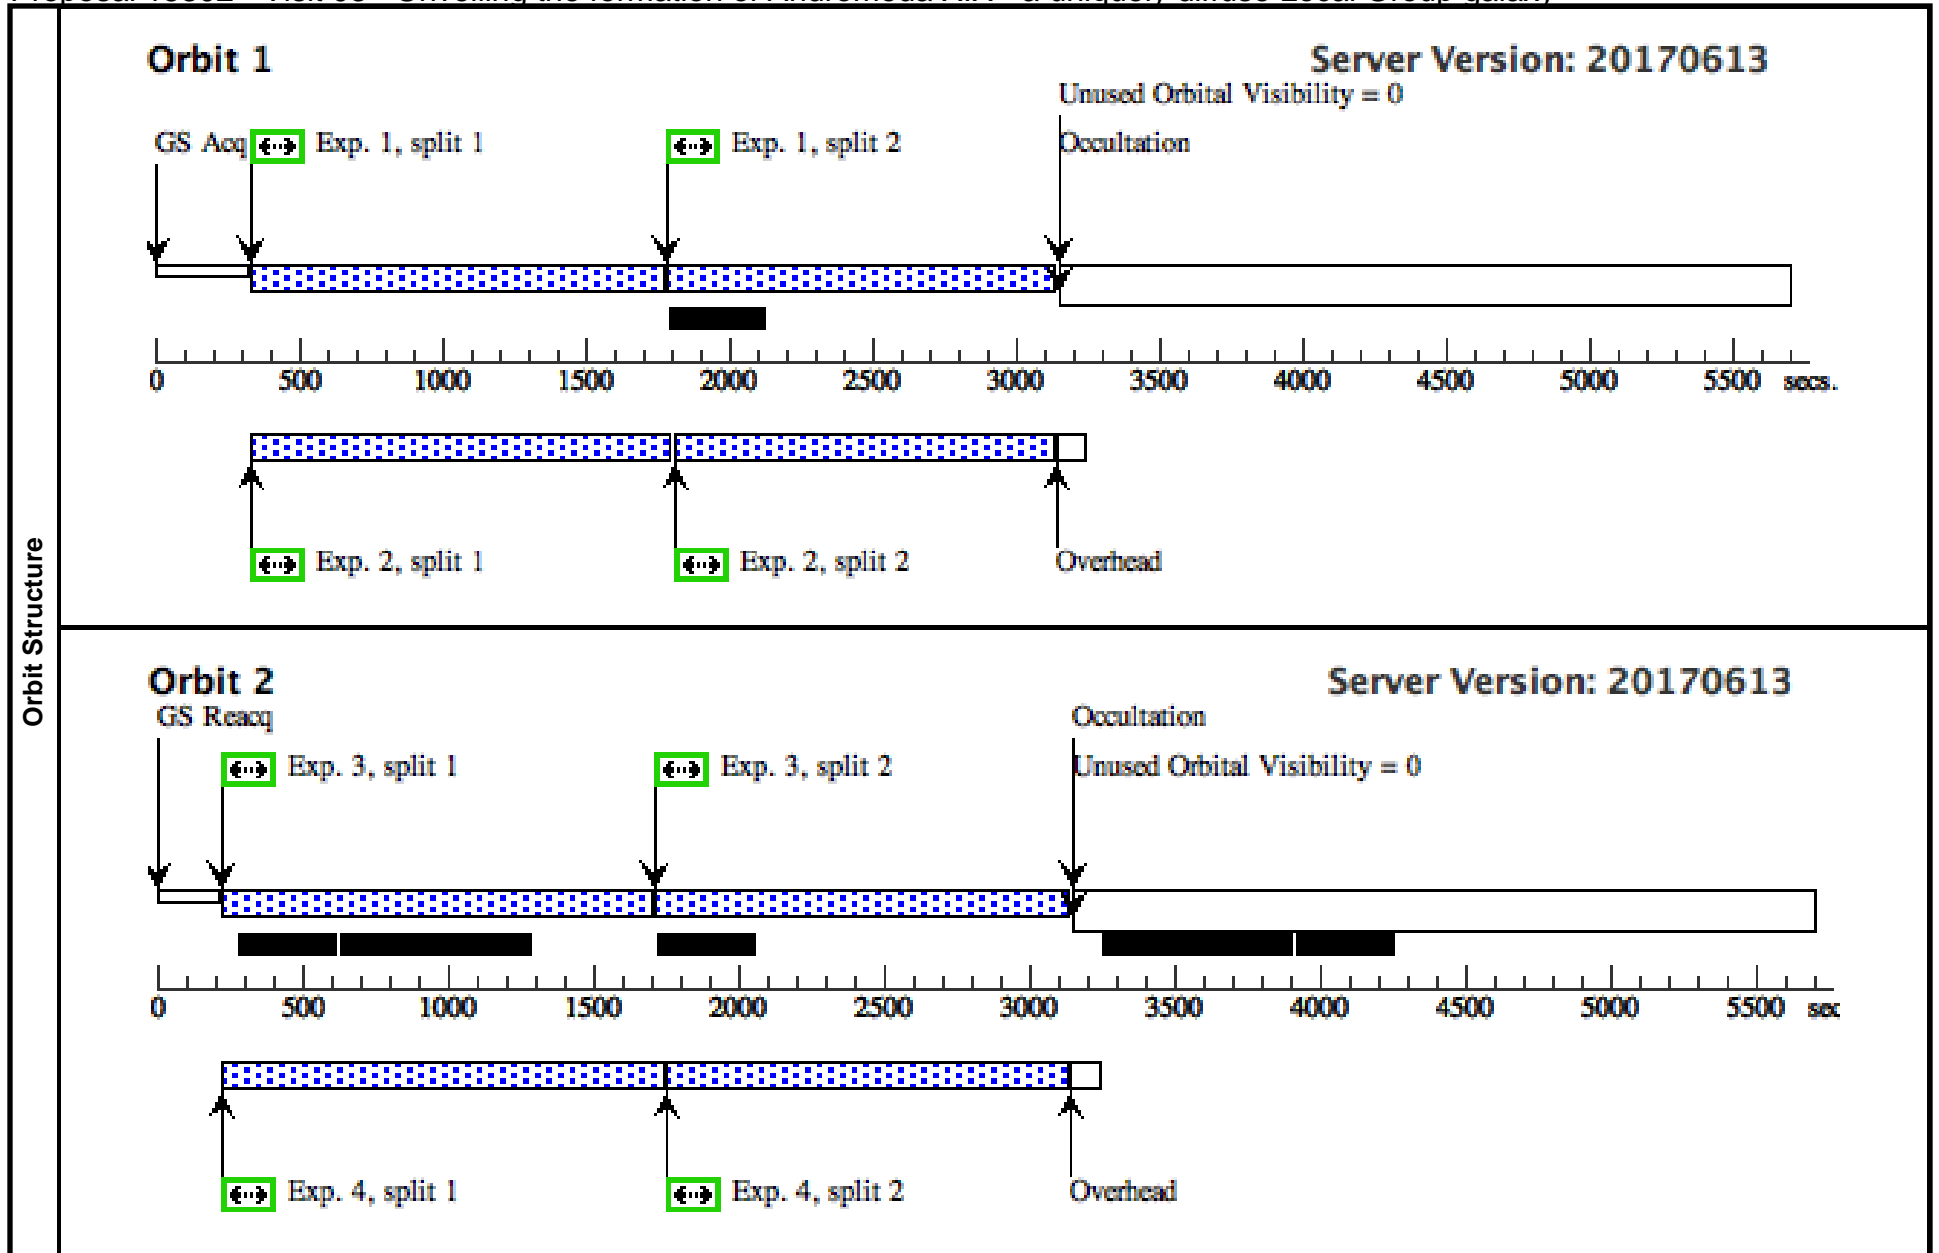 Orbit Structure
Orbit 1
Server Version: 20170613
Unused Orbital Visibility = 0
GS Acq
Exp. 1, split 1
Exp. 1, split 2
Occultation
0 500 1000 1500 2000 2500 3000 3500 4000 4500 5000 5500 secs.
Exp. 2, split 1
Exp. 2, split 2
Overhead
Orbit 2
Server Version: 20170613
GS Reacq
Occultation
Exp. 3, split 1
Exp. 3, split 2
Unused Orbital Visibility = 0
0 500 1000 1500 2000 2500 3000 3500 4000 4500 5000 5500 sec
Exp. 4, split 1
Exp. 4, split 2
Overhead